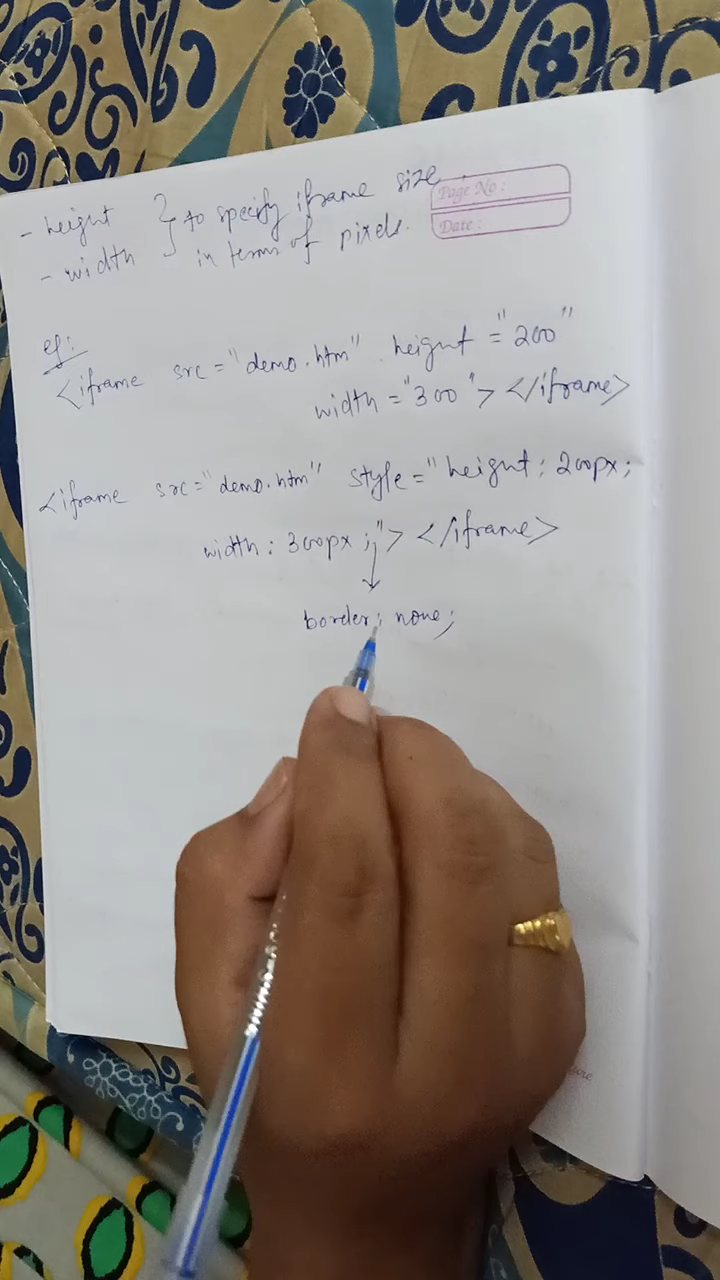 - height } to specify iframe size.
- width in terms of pixels.
Page No :
Date :
eg:
<iframe src="demo.htm" height="200"
width="300"></iframe>
<iframe src="demo.htm" style="height: 200px;
width: 300px;"></iframe>
border: none;